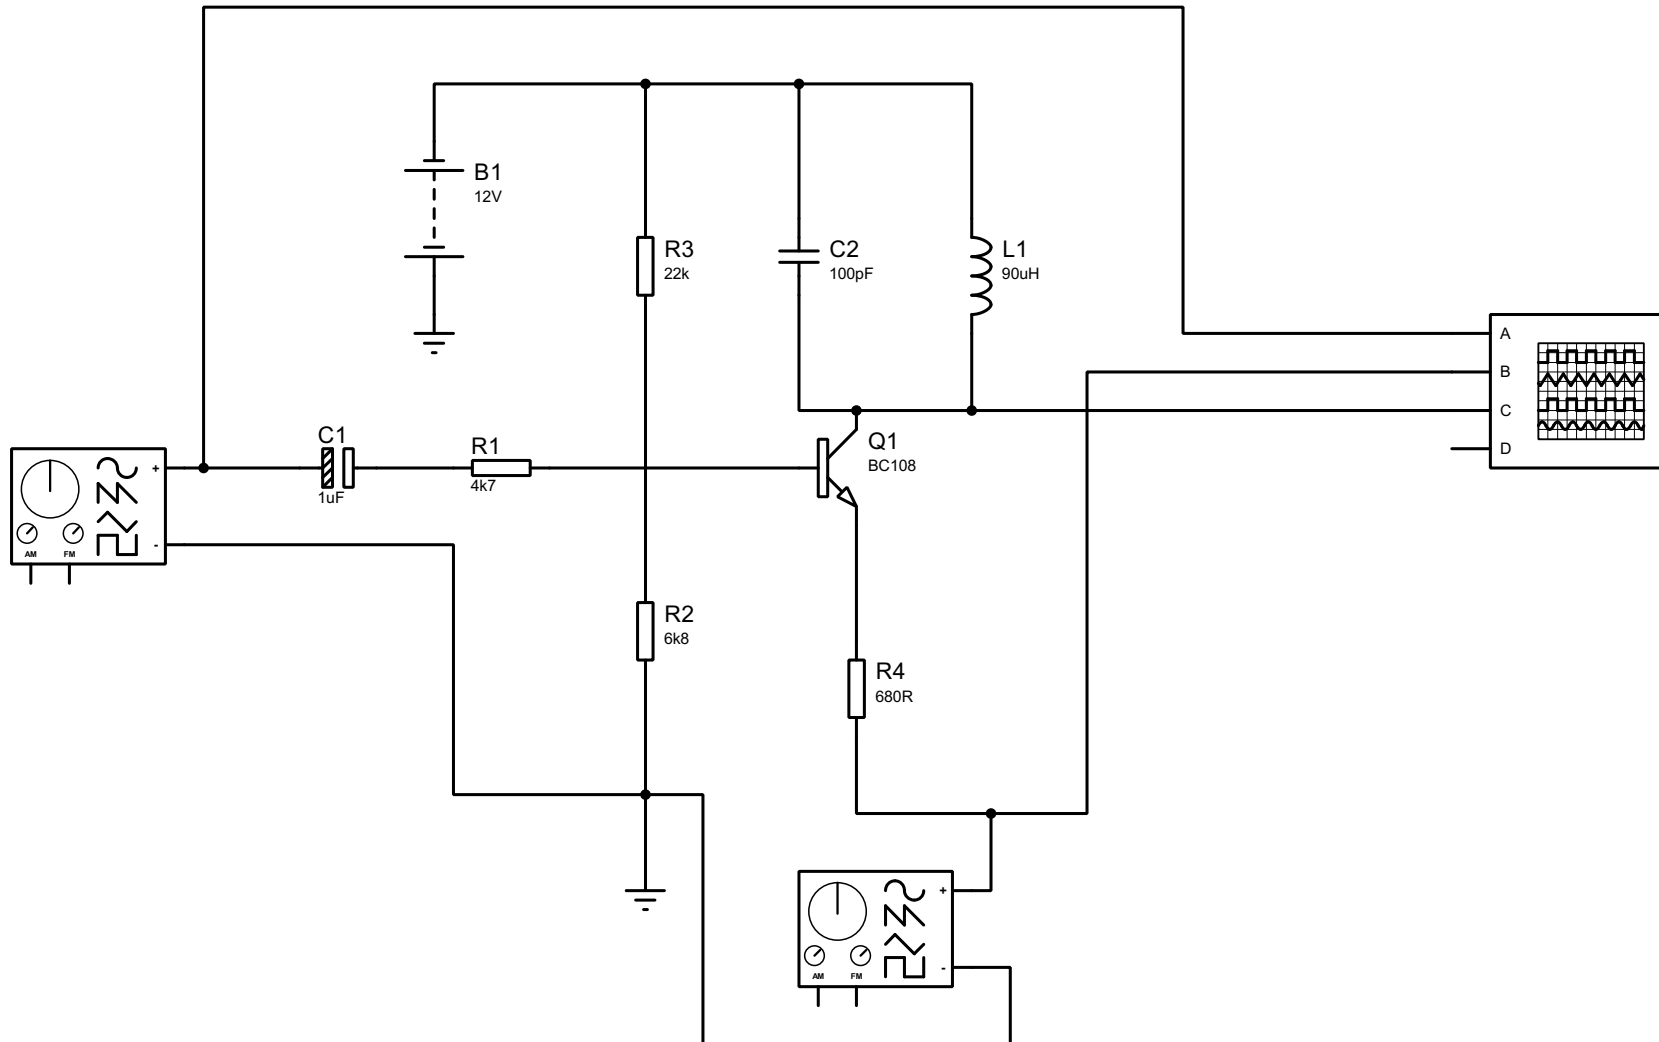 B1
12V
R3
22k
C2
100pF
L1
90uH
A
B
C
D
C1
1uF
R1
4k7
Q1
BC108
+
-
AM FM
R2
6k8
R4
680R
+
-
AM FM